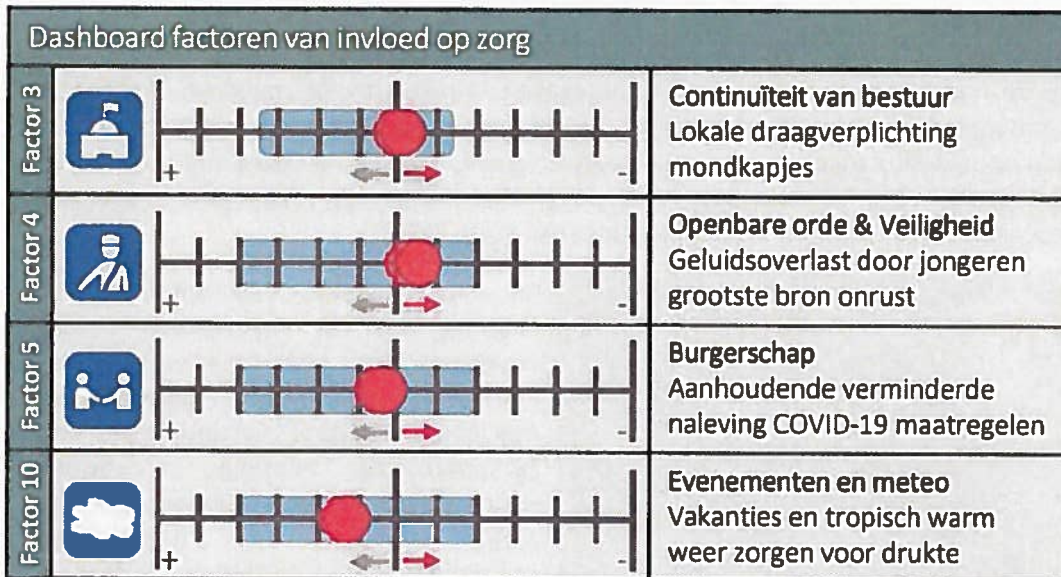 Dashboard factoren van invloed op zorg
Factor 3
+
-
Continuïteit van bestuur
Lokale draagverplichting
mondkapjes
Factor 4
+
-
Openbare orde & Veiligheid
Geluidsoverlast door jongeren
grootste bron onrust
Factor 5
+
-
Burgerschap
Aanhoudende verminderde
naleving COVID-19 maatregelen
Factor 10
+
-
Evenementen en meteo
Vakanties en tropisch warm
weer zorgen voor drukte